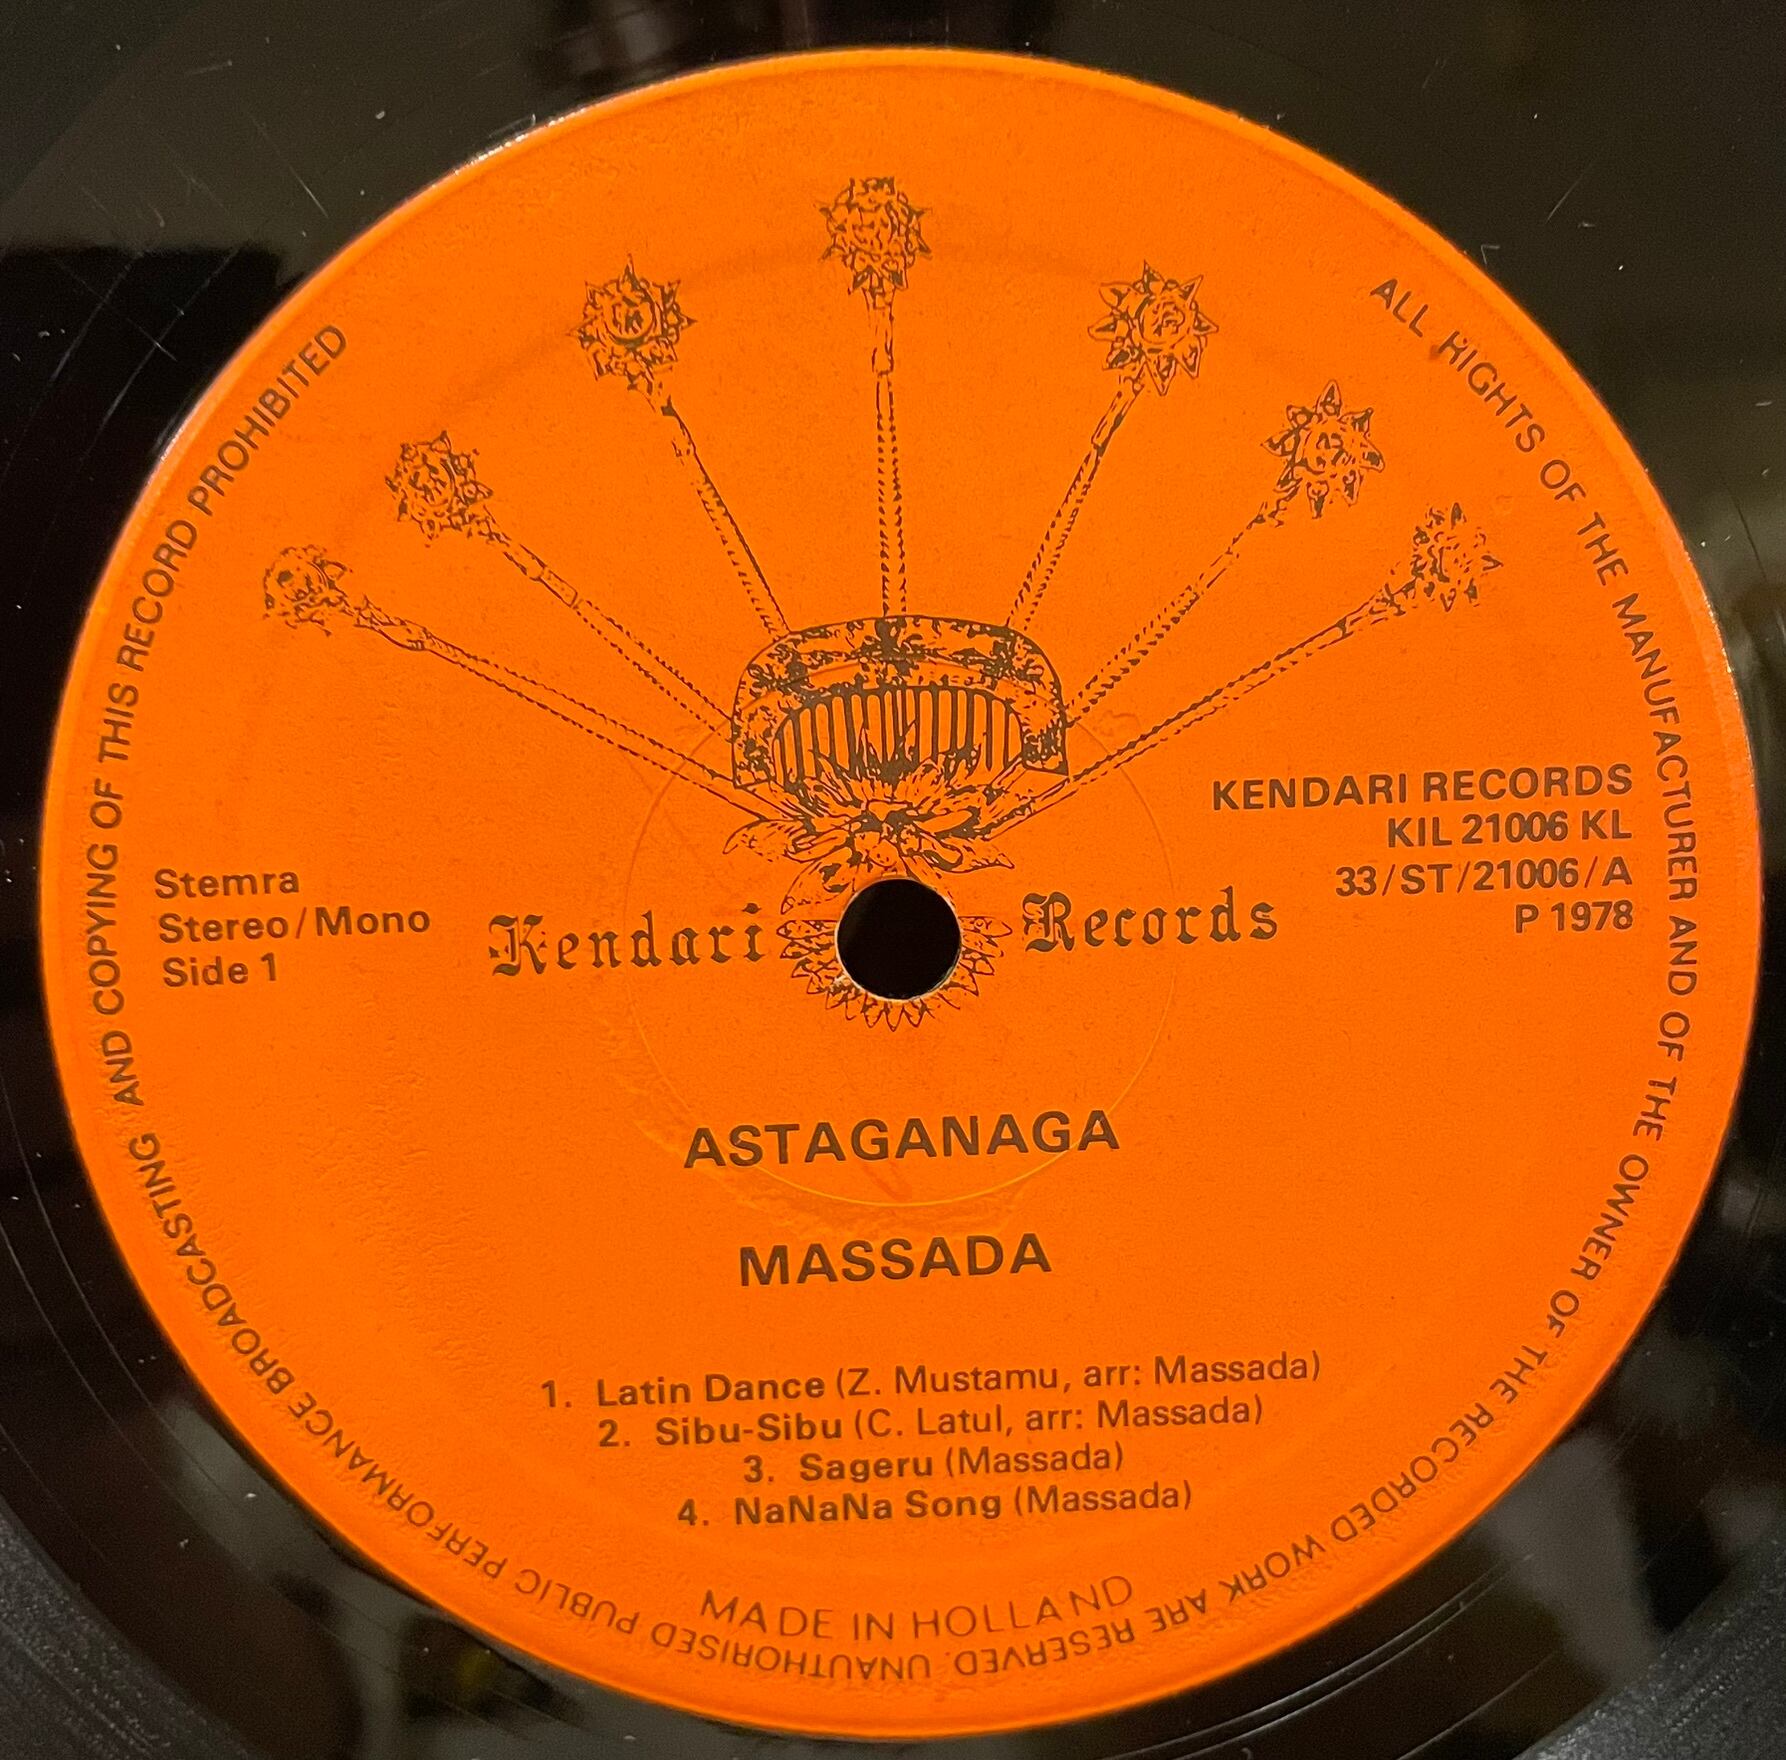 ALL RIGHTS OF THE MANUFACTURER AND OF THE OWNER OF THE RECORDED WORK ARE RESERVED. UNAUTHORISED PUBLIC PERFORMANCE BROADCASTING AND COPYING OF THIS RECORD PROHIBITED
KENDARI RECORDS
KIL 21006 KL
33/ST/21006/A
P 1978
Stemra
Stereo/Mono
Side 1
Kendari Records
ASTAGANAGA
MASSADA
1. Latin Dance (Z. Mustamu, arr: Massada)
2. Sibu-Sibu (C. Latul, arr: Massada)
3. Sageru (Massada)
4. NaNaNa Song (Massada)
MADE IN HOLLAND